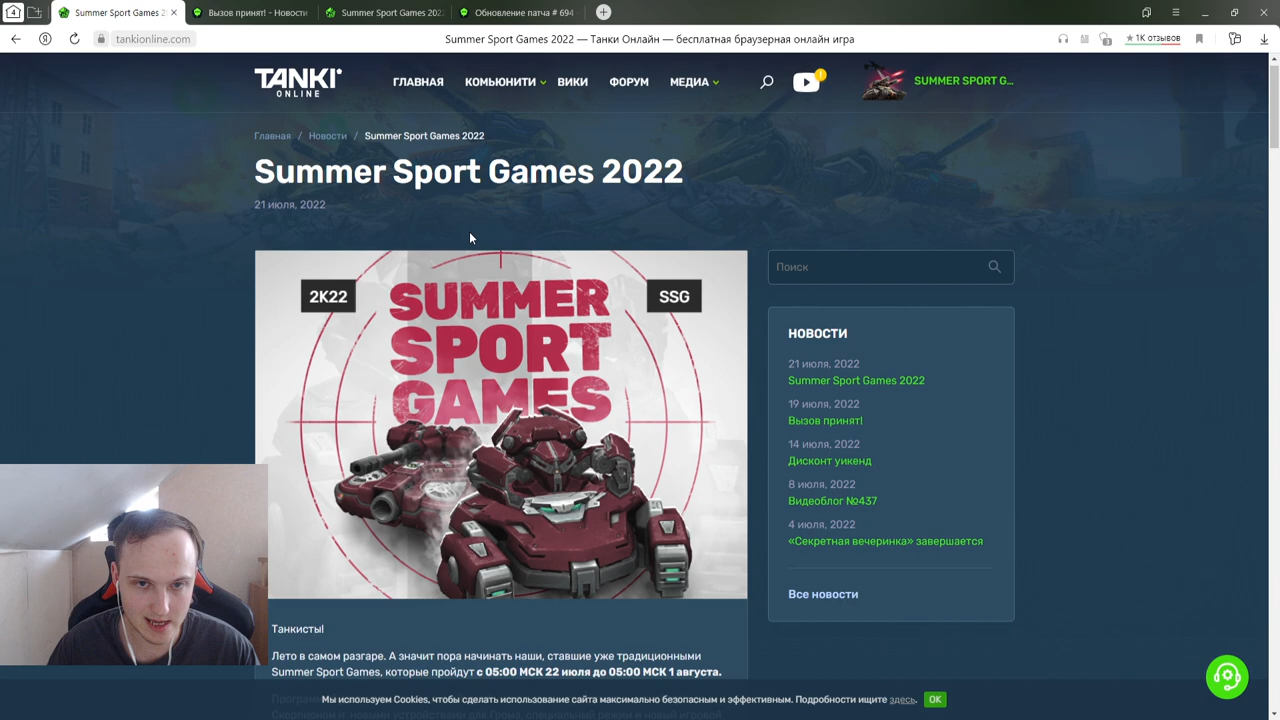 4
Summer Sport Games 2
Вызов принят! - Новости
Summer Sport Games 202
Обновление патча # 694
tankionline.com
Summer Sport Games 2022 — Танки Онлайн — бесплатная браузерная онлайн игра
★ 1K отзывов
TANKI
ONLINE
ГЛАВНАЯ
КОМЬЮНИТИ
ВИКИ
ФОРУМ
МЕДИА
SUMMER SPORT G...
Главная / Новости / Summer Sport Games 2022
Summer Sport Games 2022
21 июля, 2022
2K22
SSG
SUMMER
SPORT
GAMES
Поиск
НОВОСТИ
21 июля, 2022
Summer Sport Games 2022
19 июля, 2022
Вызов принят!
14 июля, 2022
Дисконт уикенд
8 июля, 2022
Видеоблог №437
4 июля, 2022
«Секретная вечеринка» завершается
Все новости
Танкисты!
Лето в самом разгаре. А значит пора начинать наши, ставшие уже традиционными
Summer Sport Games, которые пройдут с 05:00 МСК 22 июля до 05:00 МСК 1 августа.
Мы используем Cookies, чтобы сделать использование сайта максимально безопасным и эффективным. Подробности ищите здесь.
OK